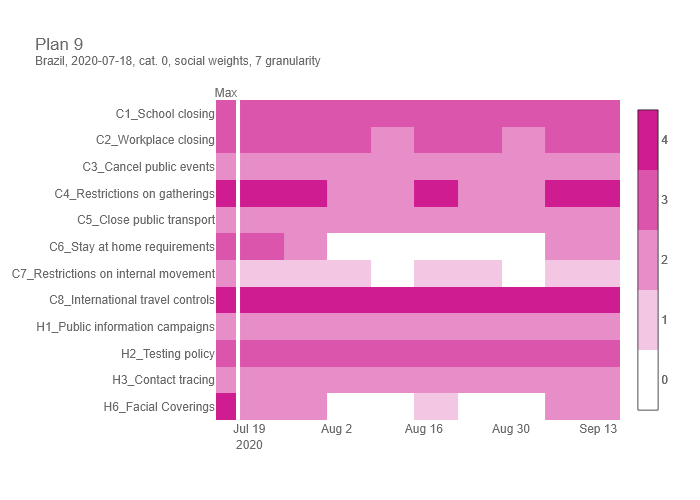 Plan 9
Brazil, 2020-07-18, cat. 0, social weights, 7 granularity
Max
C1_School closing
C2_Workplace closing
C3_Cancel public events
C4_Restrictions on gatherings
C5_Close public transport
C6_Stay at home requirements
C7_Restrictions on internal movement
C8_International travel controls
H1_Public information campaigns
H2_Testing policy
H3_Contact tracing
H6_Facial Coverings
Jul 19 Aug 2 Aug 16 Aug 30 Sep 13
2020
4
3
2
1
0